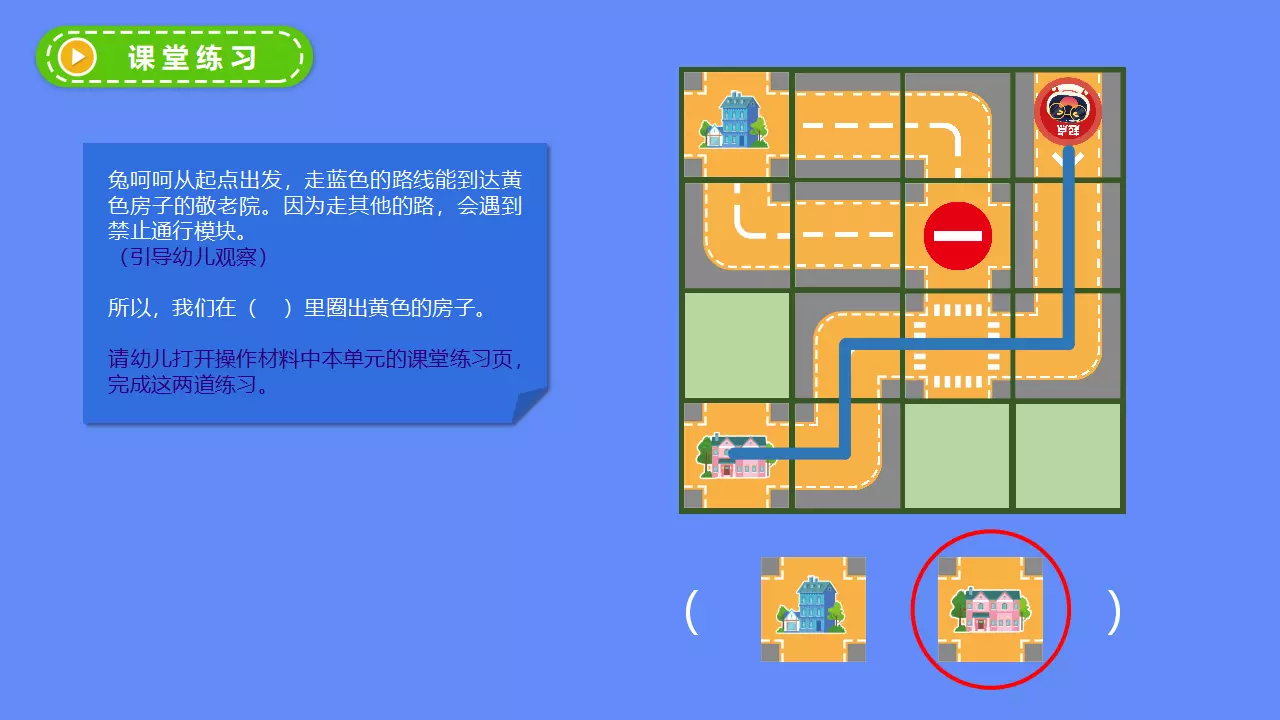 课堂练习
兔呵呵从起点出发，走蓝色的路线能到达黄
色房子的敬老院。因为走其他的路，会遇到
禁止通行模块。
（引导幼儿观察）
所以，我们在（　）里圈出黄色的房子。
请幼儿打开操作材料中本单元的课堂练习页，
完成这两道练习。
起点
(　)